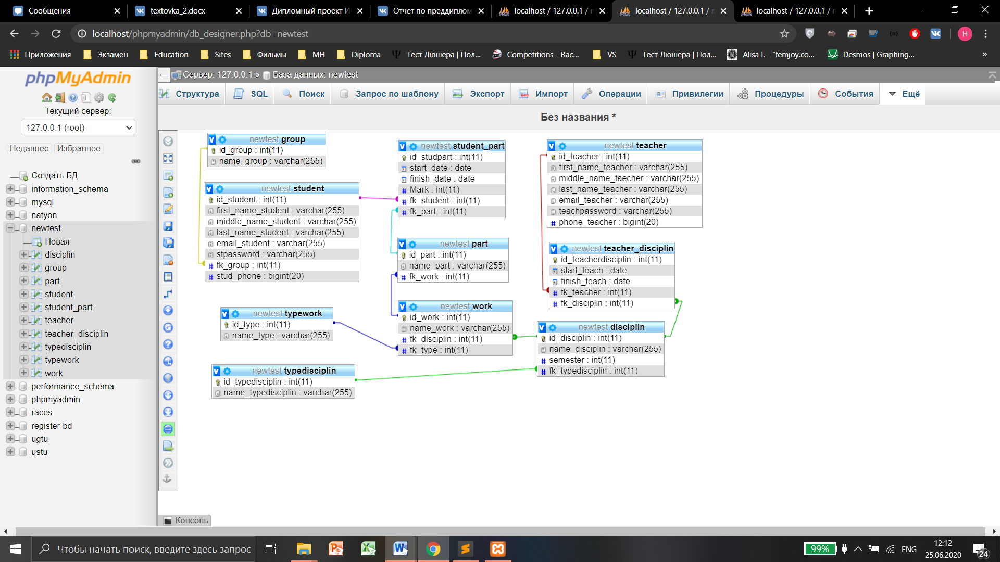 Сообщения
textovka_2.docx
Дипломный проект И
Отчет по преддиплом
localhost / 127.0.0.1 /
localhost / 127.0.0.1 /
localhost / 127.0.0.1 /
localhost/phpmyadmin/db_designer.php?db=newtest
H
Приложения
Экзамен
Education
Sites
Фильмы
МН
Diploma
Тест Люшера | Пол...
Competitions - Rac...
VS
Тест Люшера | Пол...
Alisa I. - "femjoy.co...
Desmos | Graphing...
»
phpMyAdmin
Текущий сервер:
127.0.0.1 (root)
Недавнее
Избранное
Создать БД
information_schema
mysql
natyon
newtest
Новая
disciplin
group
part
student
student_part
teacher
teacher_disciplin
typedisciplin
typework
work
performance_schema
phpmyadmin
races
register-bd
ugtu
ustu
Сервер: 127.0.0.1 » База данных: newtest
Структура
SQL
Поиск
Запрос по шаблону
Экспорт
Импорт
Операции
Привилегии
Процедуры
События
Ещё
Без названия *
newtest group
id_group : int(11)
name_group : varchar(255)
newtest student
id_student : int(11)
first_name_student : varchar(255)
middle_name_student : varchar(255)
last_name_student : varchar(255)
email_student : varchar(255)
stpassword : varchar(255)
fk_group : int(11)
stud_phone : bigint(20)
newtest typework
id_type : int(11)
name_type : varchar(255)
newtest typedisciplin
id_typedisciplin : int(11)
name_typedisciplin : varchar(255)
newtest student_part
id_studpart : int(11)
start_date : date
finish_date : date
Mark : int(11)
fk_student : int(11)
fk_part : int(11)
newtest part
id_part : int(11)
name_part : varchar(255)
fk_work : int(11)
newtest work
id_work : int(11)
name_work : varchar(255)
fk_disciplin : int(11)
fk_type : int(11)
newtest teacher
id_teacher : int(11)
first_name_teacher : varchar(255)
middle_name_taecher : varchar(255)
last_name_teacher : varchar(255)
email_teacher : varchar(255)
teachpassword : varchar(255)
phone_teacher : bigint(20)
newtest teacher_disciplin
id_teacherdisciplin : int(11)
start_teach : date
finish_teach : date
fk_teacher : int(11)
fk_disciplin : int(11)
newtest disciplin
id_disciplin : int(11)
name_disciplin : varchar(255)
semester : int(11)
fk_typedisciplin : int(11)
Консоль
Чтобы начать поиск, введите здесь запрос
99%
ENG
12:12
25.06.2020
24